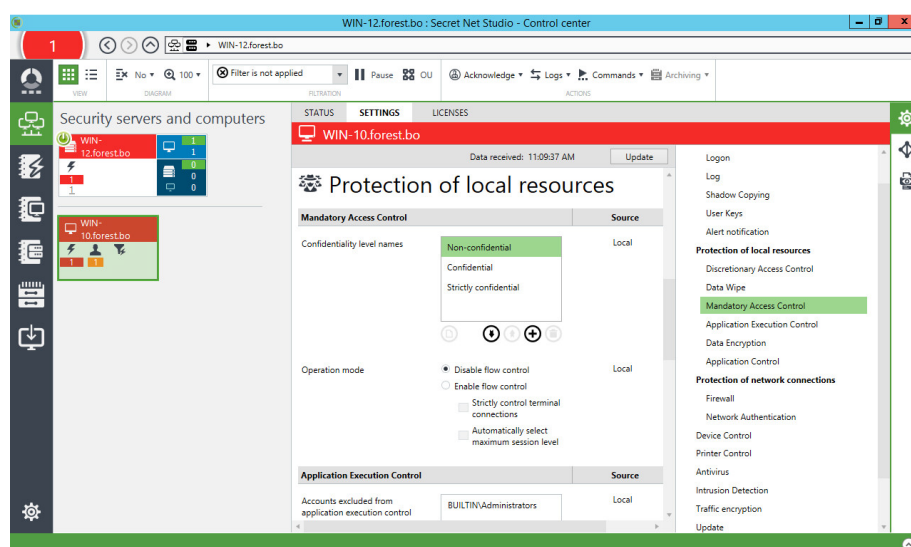 WIN-12.forest.bo : Secret Net Studio - Control center
1
WIN-12.forest.bo
No
100
Filter is not applied
Pause
OU
Acknowledge
Logs
Commands
Archiving
VIEW
DIAGRAM
FILTRATION
ACTIONS
Security servers and computers
WIN-
12.forest.bo
1
1
1
1
0
0
0
WIN-
10.forest.bo
1
1
STATUS
SETTINGS
LICENSES
WIN-10.forest.bo
Data received: 11:09:37 AM
Update
Protection of local resources
Mandatory Access Control
Source
Confidentiality level names
Non-confidential
Confidential
Strictly confidential
Local
Operation mode
Disable flow control
Enable flow control
Strictly control terminal
connections
Automatically select
maximum session level
Local
Application Execution Control
Source
Accounts excluded from
application execution control
BUILTIN\Administrators
Local
Logon
Log
Shadow Copying
User Keys
Alert notification
Protection of local resources
Discretionary Access Control
Data Wipe
Mandatory Access Control
Application Execution Control
Data Encryption
Application Control
Protection of network connections
Firewall
Network Authentication
Device Control
Printer Control
Antivirus
Intrusion Detection
Traffic encryption
Update